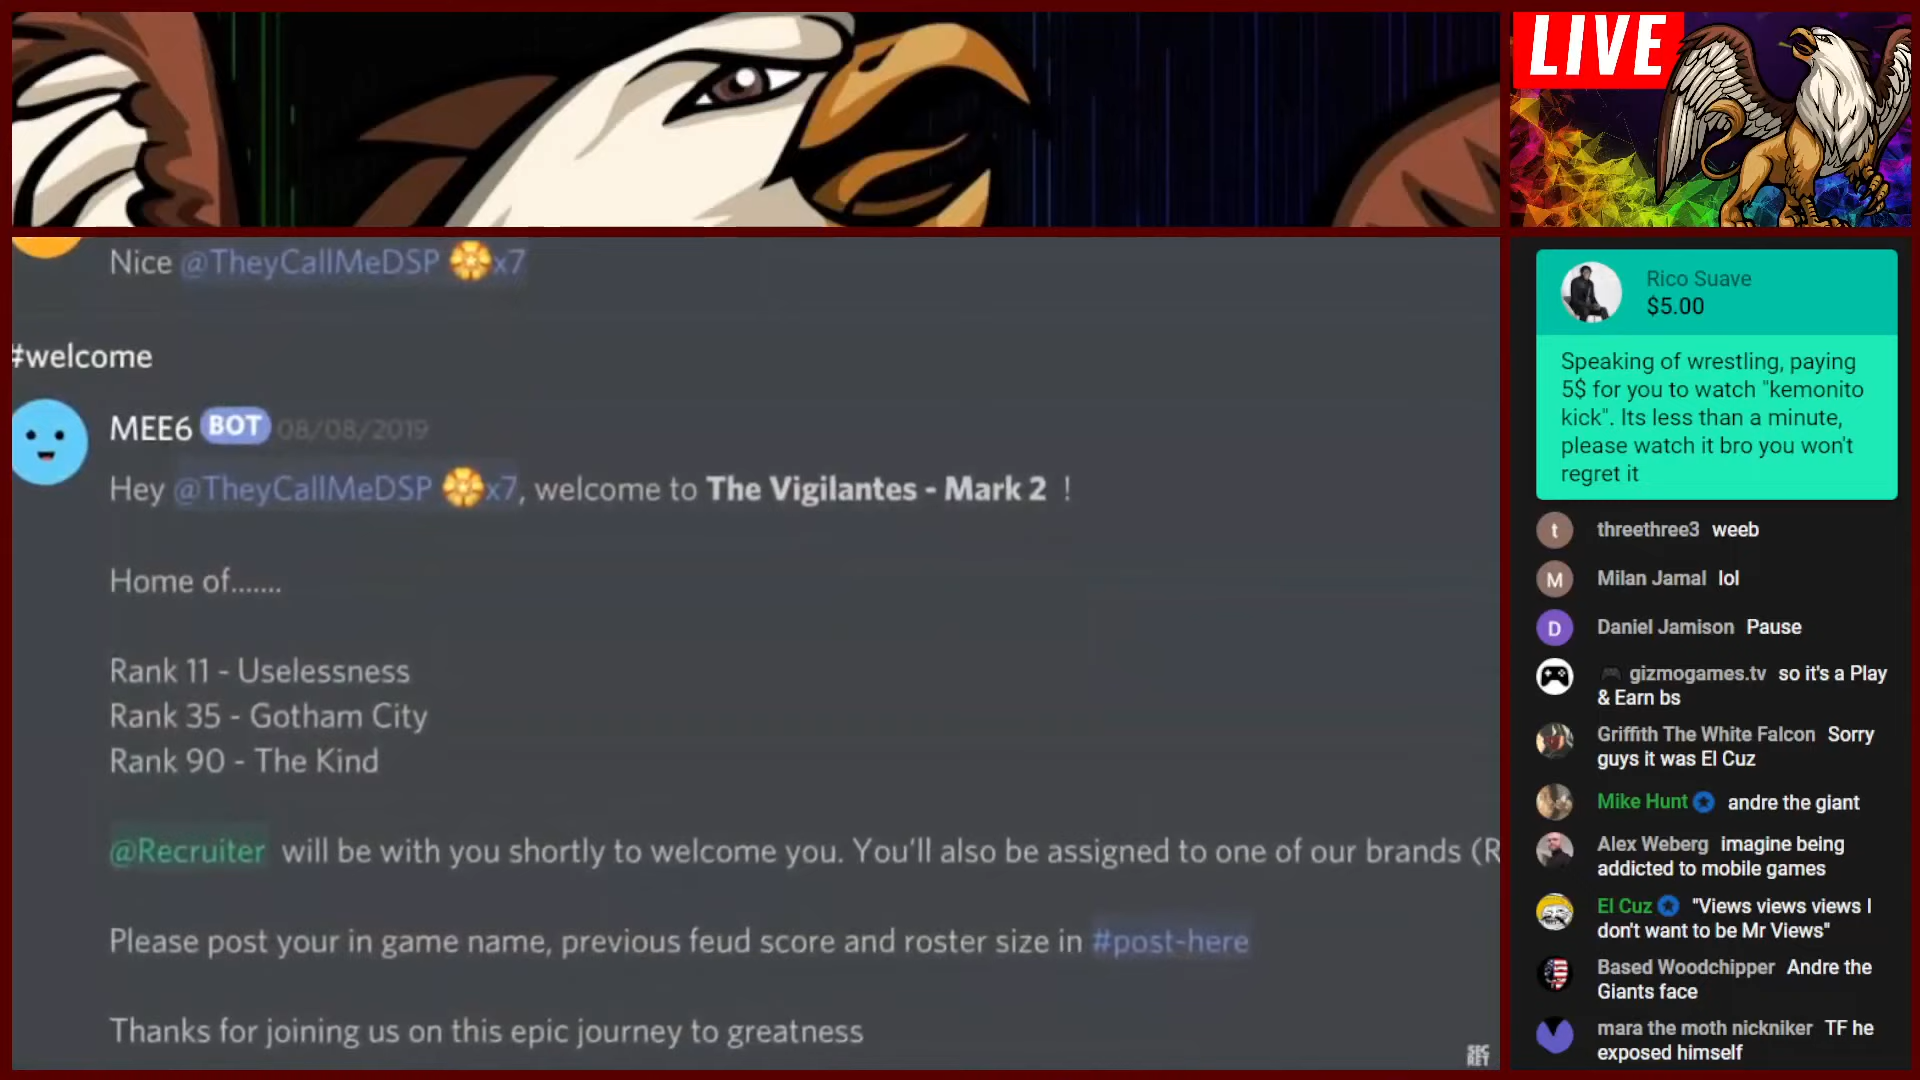 LIVE
Nice @TheyCallMeDSP x7
#welcome
MEE6 BOT 08/08/2019
Hey @TheyCallMeDSP x7, welcome to The Vigilantes - Mark 2 !
Home of.......
Rank 11 - Uselessness
Rank 35 - Gotham City
Rank 90 - The Kind
@Recruiter will be with you shortly to welcome you. You'll also be assigned to one of our brands (R
Please post your in game name, previous feud score and roster size in #post-here
Thanks for joining us on this epic journey to greatness
SEC
RET
Rico Suave
$5.00
Speaking of wrestling, paying
5$ for you to watch "kemonito
kick". Its less than a minute,
please watch it bro you won't
regret it
t threethree3 weeb
M Milan Jamal lol
D Daniel Jamison Pause
gizmogames.tv so it's a Play
& Earn bs
Griffith The White Falcon Sorry
guys it was El Cuz
Mike Hunt andre the giant
Alex Weberg imagine being
addicted to mobile games
El Cuz "Views views views I
don't want to be Mr Views"
Based Woodchipper Andre the
Giants face
mara the moth nickniker TF he
exposed himself